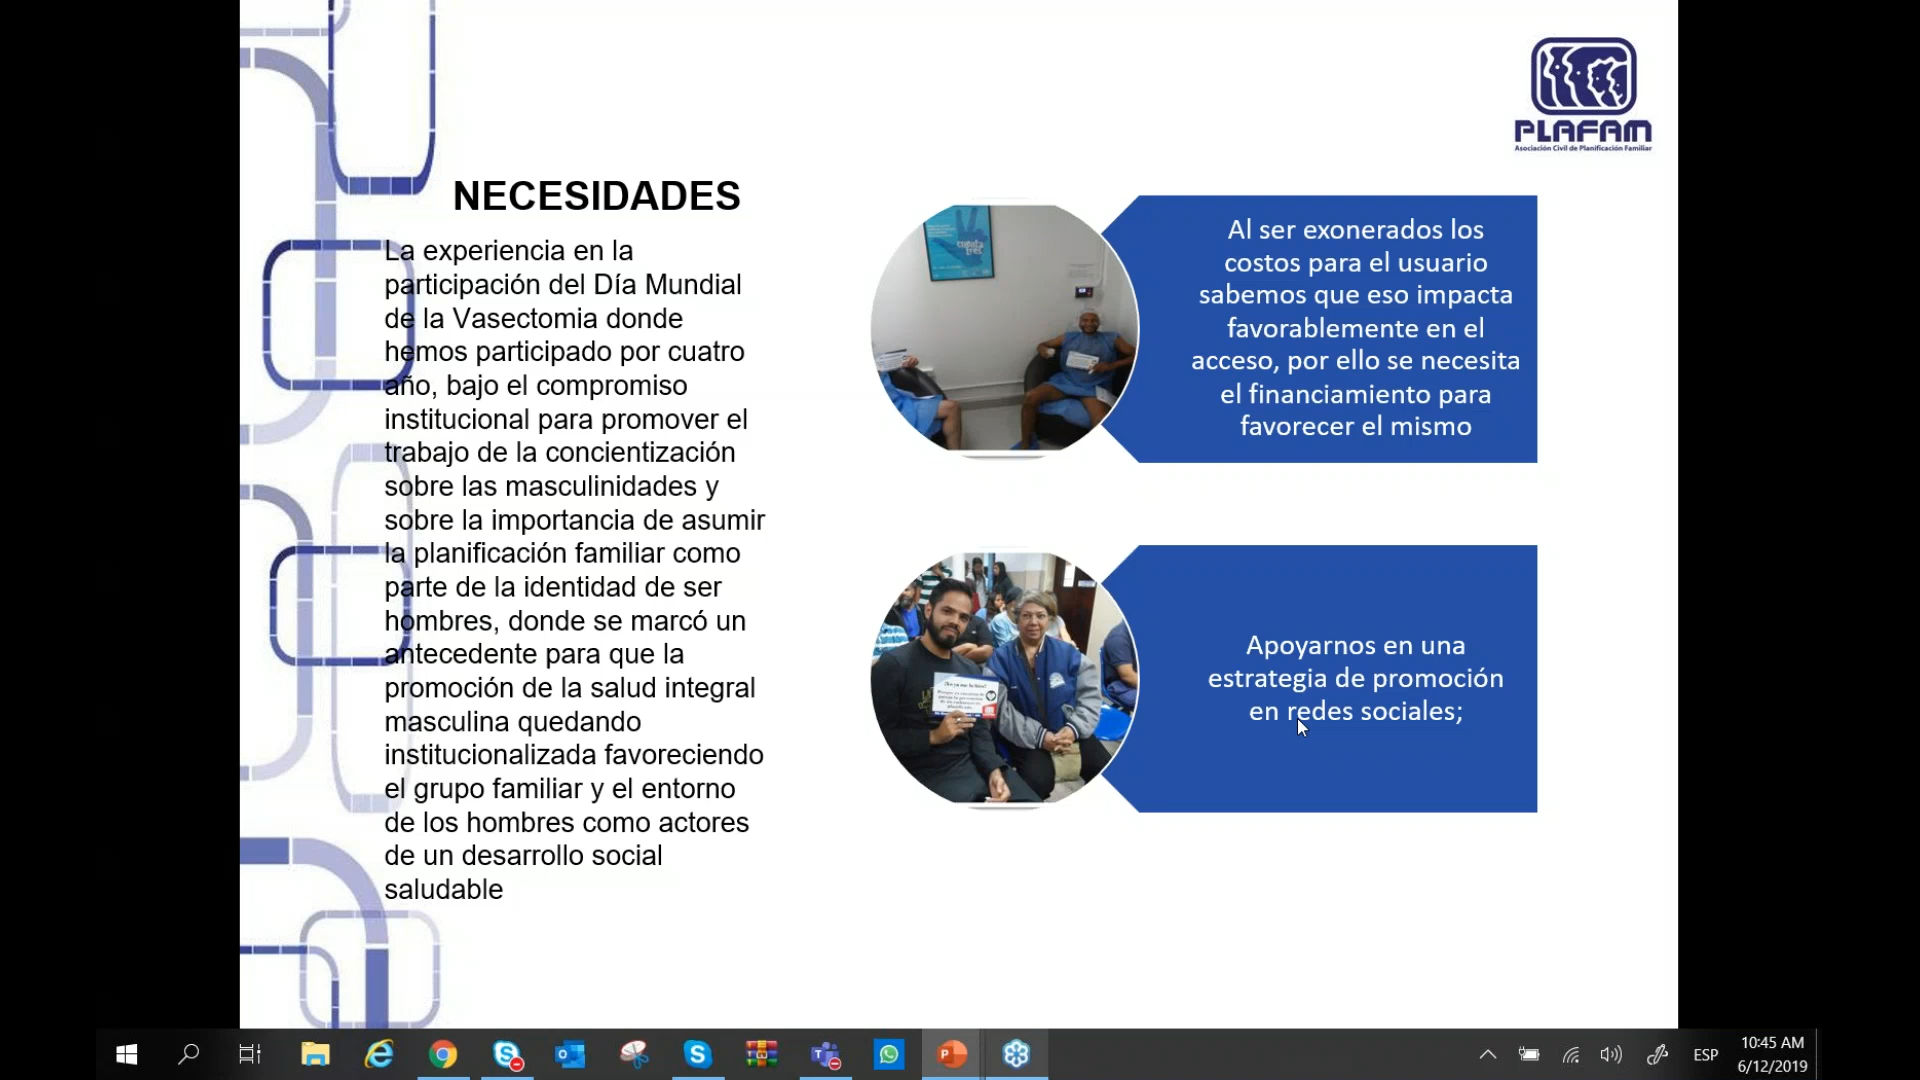 PLAFAM
Asociación Civil de Planificación Familiar
NECESIDADES
La experiencia en la
participación del Día Mundial
de la Vasectomia donde
hemos participado por cuatro
año, bajo el compromiso
institucional para promover el
trabajo de la concientización
sobre las masculinidades y
sobre la importancia de asumir
la planificación familiar como
parte de la identidad de ser
hombres, donde se marcó un
antecedente para que la
promoción de la salud integral
masculina quedando
institucionalizada favoreciendo
el grupo familiar y el entorno
de los hombres como actores
de un desarrollo social
saludable
Al ser exonerados los
costos para el usuario
sabemos que eso impacta
favorablemente en el
acceso, por ello se necesita
el financiamiento para
favorecer el mismo
Apoyarnos en una
estrategia de promoción
en redes sociales;
ESP
10:45 AM
6/12/2019